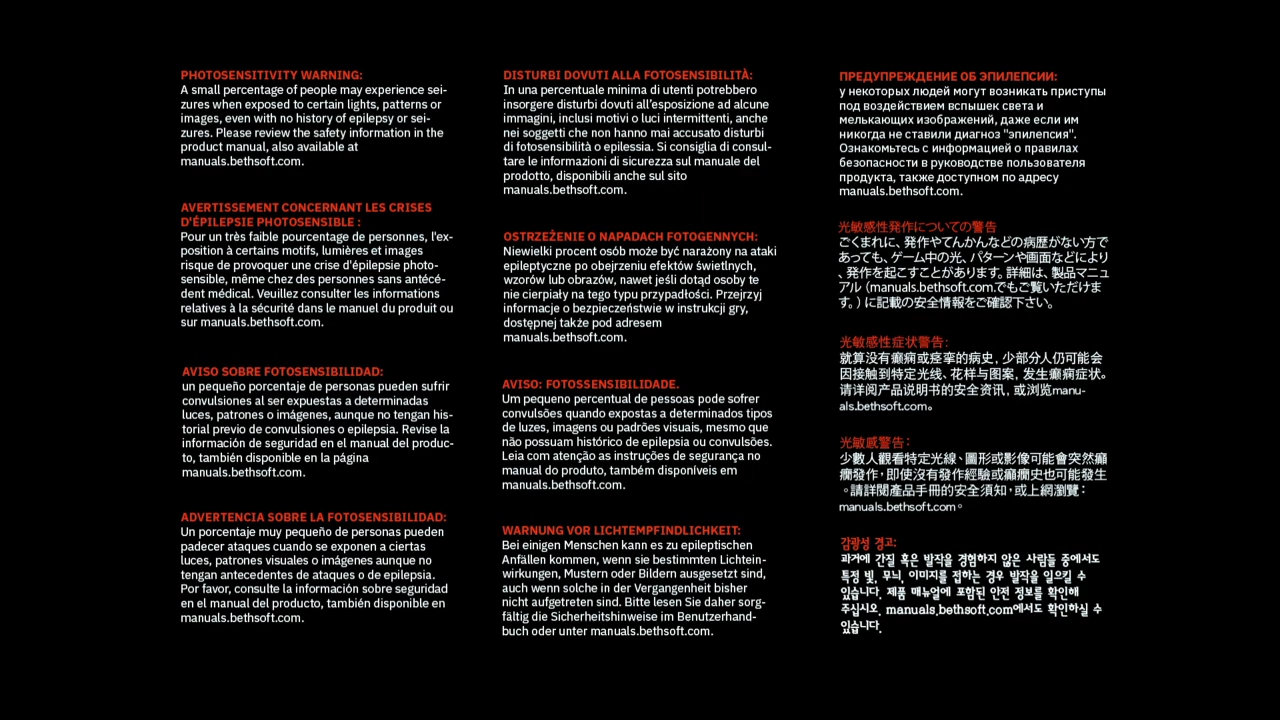 PHOTOSENSITIVITY WARNING:
A small percentage of people may experience sei-
zures when exposed to certain lights, patterns or
images, even with no history of epilepsy or sei-
zures. Please review the safety information in the
product manual, also available at
manuals.bethsoft.com.
AVERTISSEMENT CONCERNANT LES CRISES
D'ÉPILEPSIE PHOTOSENSIBLE :
Pour un très faible pourcentage de personnes, l'ex-
position à certains motifs, lumières et images
risque de provoquer une crise d'épilepsie photo-
sensible, même chez des personnes sans antécé-
dent médical. Veuillez consulter les informations
relatives à la sécurité dans le manuel du produit ou
sur manuals.bethsoft.com.
AVISO SOBRE FOTOSENSIBILIDAD:
un pequeño porcentaje de personas pueden sufrir
convulsiones al ser expuestas a determinadas
luces, patrones o imágenes, aunque no tengan his-
torial previo de convulsiones o epilepsia. Revise la
información de seguridad en el manual del produc-
to, también disponible en la página
manuals.bethsoft.com.
ADVERTENCIA SOBRE LA FOTOSENSIBILIDAD:
Un porcentaje muy pequeño de personas pueden
padecer ataques cuando se exponen a ciertas
luces, patrones visuales o imágenes aunque no
tengan antecedentes de ataques o de epilepsia.
Por favor, consulte la información sobre seguridad
en el manual del producto, también disponible en
manuals.bethsoft.com.
DISTURBI DOVUTI ALLA FOTOSENSIBILITÀ:
In una percentuale minima di utenti potrebbero
insorgere disturbi dovuti all'esposizione ad alcune
immagini, inclusi motivi o luci intermittenti, anche
nei soggetti che non hanno mai accusato disturbi
di fotosensibilità o epilessia. Si consiglia di consul-
tare le informazioni di sicurezza sul manuale del
prodotto, disponibili anche sul sito
manuals.bethsoft.com.
OSTRZEŻENIE O NAPADACH FOTOGENNYCH:
Niewielki procent osób może być narażony na ataki
epileptyczne po obejrzeniu efektów świetlnych,
wzorów lub obrazów, nawet jeśli dotąd osoby te
nie cierpiały na tego typu przypadłości. Przejrzyj
informacje o bezpieczeństwie w instrukcji gry,
dostępnej także pod adresem
manuals.bethsoft.com.
AVISO: FOTOSSENSIBILIDADE.
Um pequeno percentual de pessoas pode sofrer
convulsões quando expostas a determinados tipos
de luzes, imagens ou padrões visuais, mesmo que
não possuam histórico de epilepsia ou convulsões.
Leia com atenção as instruções de segurança no
manual do produto, também disponíveis em
manuals.bethsoft.com.
WARNUNG VOR LICHTEMPFINDLICHKEIT:
Bei einigen Menschen kann es zu epileptischen
Anfällen kommen, wenn sie bestimmten Lichtein-
wirkungen, Mustern oder Bildern ausgesetzt sind,
auch wenn solche in der Vergangenheit bisher
nicht aufgetreten sind. Bitte lesen Sie daher sorg-
fältig die Sicherheitshinweise im Benutzerhand-
buch oder unter manuals.bethsoft.com.
ПРЕДУПРЕЖДЕНИЕ ОБ ЭПИЛЕПСИИ:
у некоторых людей могут возникать приступы
под воздействием вспышек света и
мелькающих изображений, даже если им
никогда не ставили диагноз "эпилепсия".
Ознакомьтесь с информацией о правилах
безопасности в руководстве пользователя
продукта, также доступном по адресу
manuals.bethsoft.com.
光敏感性発作についての警告
ごくまれに、発作やてんかんなどの病歴がない方で
あっても、ゲーム中の光、パターンや画面などにより
、発作を起こすことがあります。詳細は、製品マニュ
アル（manuals.bethsoft.comでもご覧いただけま
す。）に記載の安全情報をご確認下さい。
光敏感性症状警告：
就算没有癫痫或痉挛的病史，少部分人仍可能会
因接触到特定光线、花样与图案，发生癫痫症状。
请详阅产品说明书的安全资讯，或浏览manu-
als.bethsoft.com。
光敏感警告：
少數人觀看特定光線、圖形或影像可能會突然癲
癇發作，即使沒有發作經驗或癲癇史也可能發生
。請詳閱產品手冊的安全須知，或上網瀏覽：
manuals.bethsoft.com。
감광성 경고:
과거에 간질 혹은 발작을 경험하지 않은 사람들 중에서도
특정 빛, 무늬, 이미지를 접하는 경우 발작을 일으킬 수
있습니다. 제품 매뉴얼에 포함된 안전 정보를 확인해
주십시오. manuals.bethsoft.com에서도 확인하실 수
있습니다.